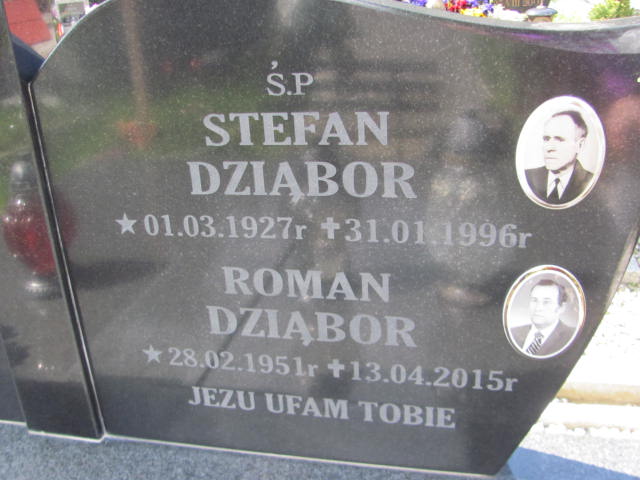 Ś.P
STEFAN
DZIĄBOR
★01.03.1927r ✝31.01.1996r
ROMAN
DZIĄBOR
★28.02.1951r ✝13.04.2015r
JEZU UFAM TOBIE